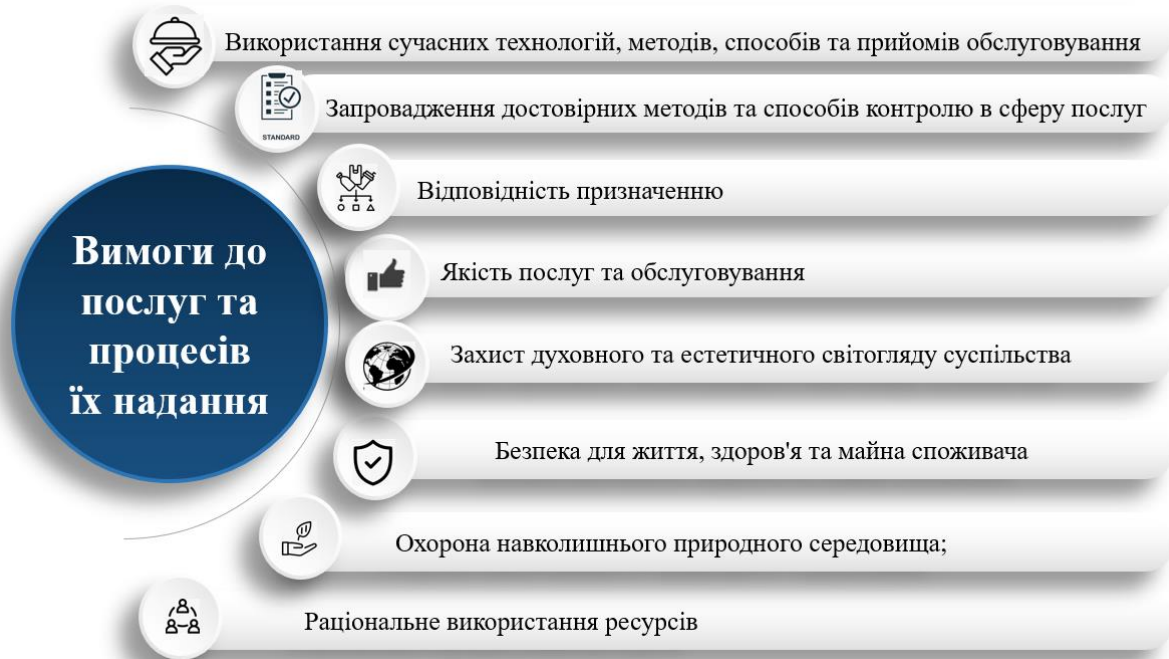 Використання сучасних технологій, методів, способів та прийомів обслуговування
STANDARD
Запровадження достовірних методів та способів контролю в сферу послуг
Відповідність призначенню
Вимоги до
послуг та
процесів
їх надання
Якість послуг та обслуговування
Захист духовного та естетичного світогляду суспільства
Безпека для життя, здоров'я та майна споживача
Охорона навколишнього природного середовища;
Раціональне використання ресурсів